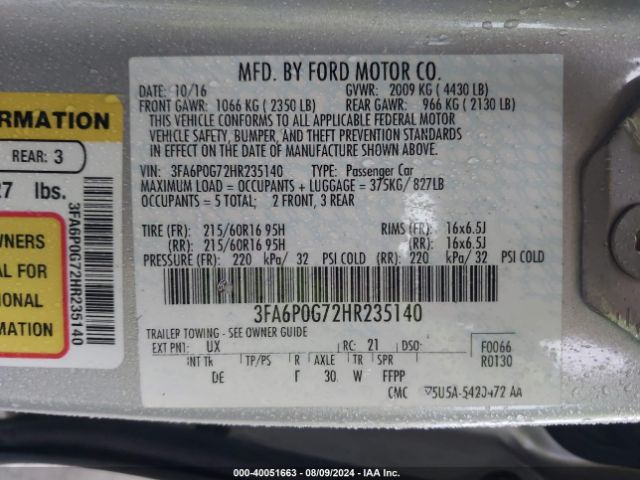 MFD. BY FORD MOTOR CO.
DATE: 10/16 GVWR: 2009 KG ( 4430 LB)
FRONT GAWR: 1066 KG ( 2350 LB) REAR GAWR: 966 KG ( 2130 LB)
THIS VEHICLE CONFORMS TO ALL APPLICABLE FEDERAL MOTOR
VEHICLE SAFETY, BUMPER, AND THEFT PREVENTION STANDARDS
IN EFFECT ON THE DATE OF MANUFACTURE SHOWN ABOVE.
VIN: 3FA6P0G72HR235140 TYPE: Passenger Car
MAXIMUM LOAD = OCCUPANTS + LUGGAGE = 375KG/ 827LB
OCCUPANTS = 5 TOTAL; 2 FRONT, 3 REAR
TIRE (FR): 215/60R16 95H RIMS (FR): 16x6.5J
(RR): 215/60R16 95H (RR): 16x6.5J
PRESSURE (FR): 220 kPa/ 32 PSI COLD (RR): 220 kPa/ 32 PSI COLD
3FA6P0G72HR235140
TRAILER TOWING - SEE OWNER GUIDE
EXT PNT: UX RC: 21 DSO: F0066
R0130
INT TR TP/PS R AXLE TR SPR
DE 30 W FFPP
CMC
ORMATION
REAR: 3
27 lbs.
WNERS
AL FOR
IONAL
MATION
3FA6P0G72HR235140
000-40051663 - 08/09/2024 - IAA Inc.